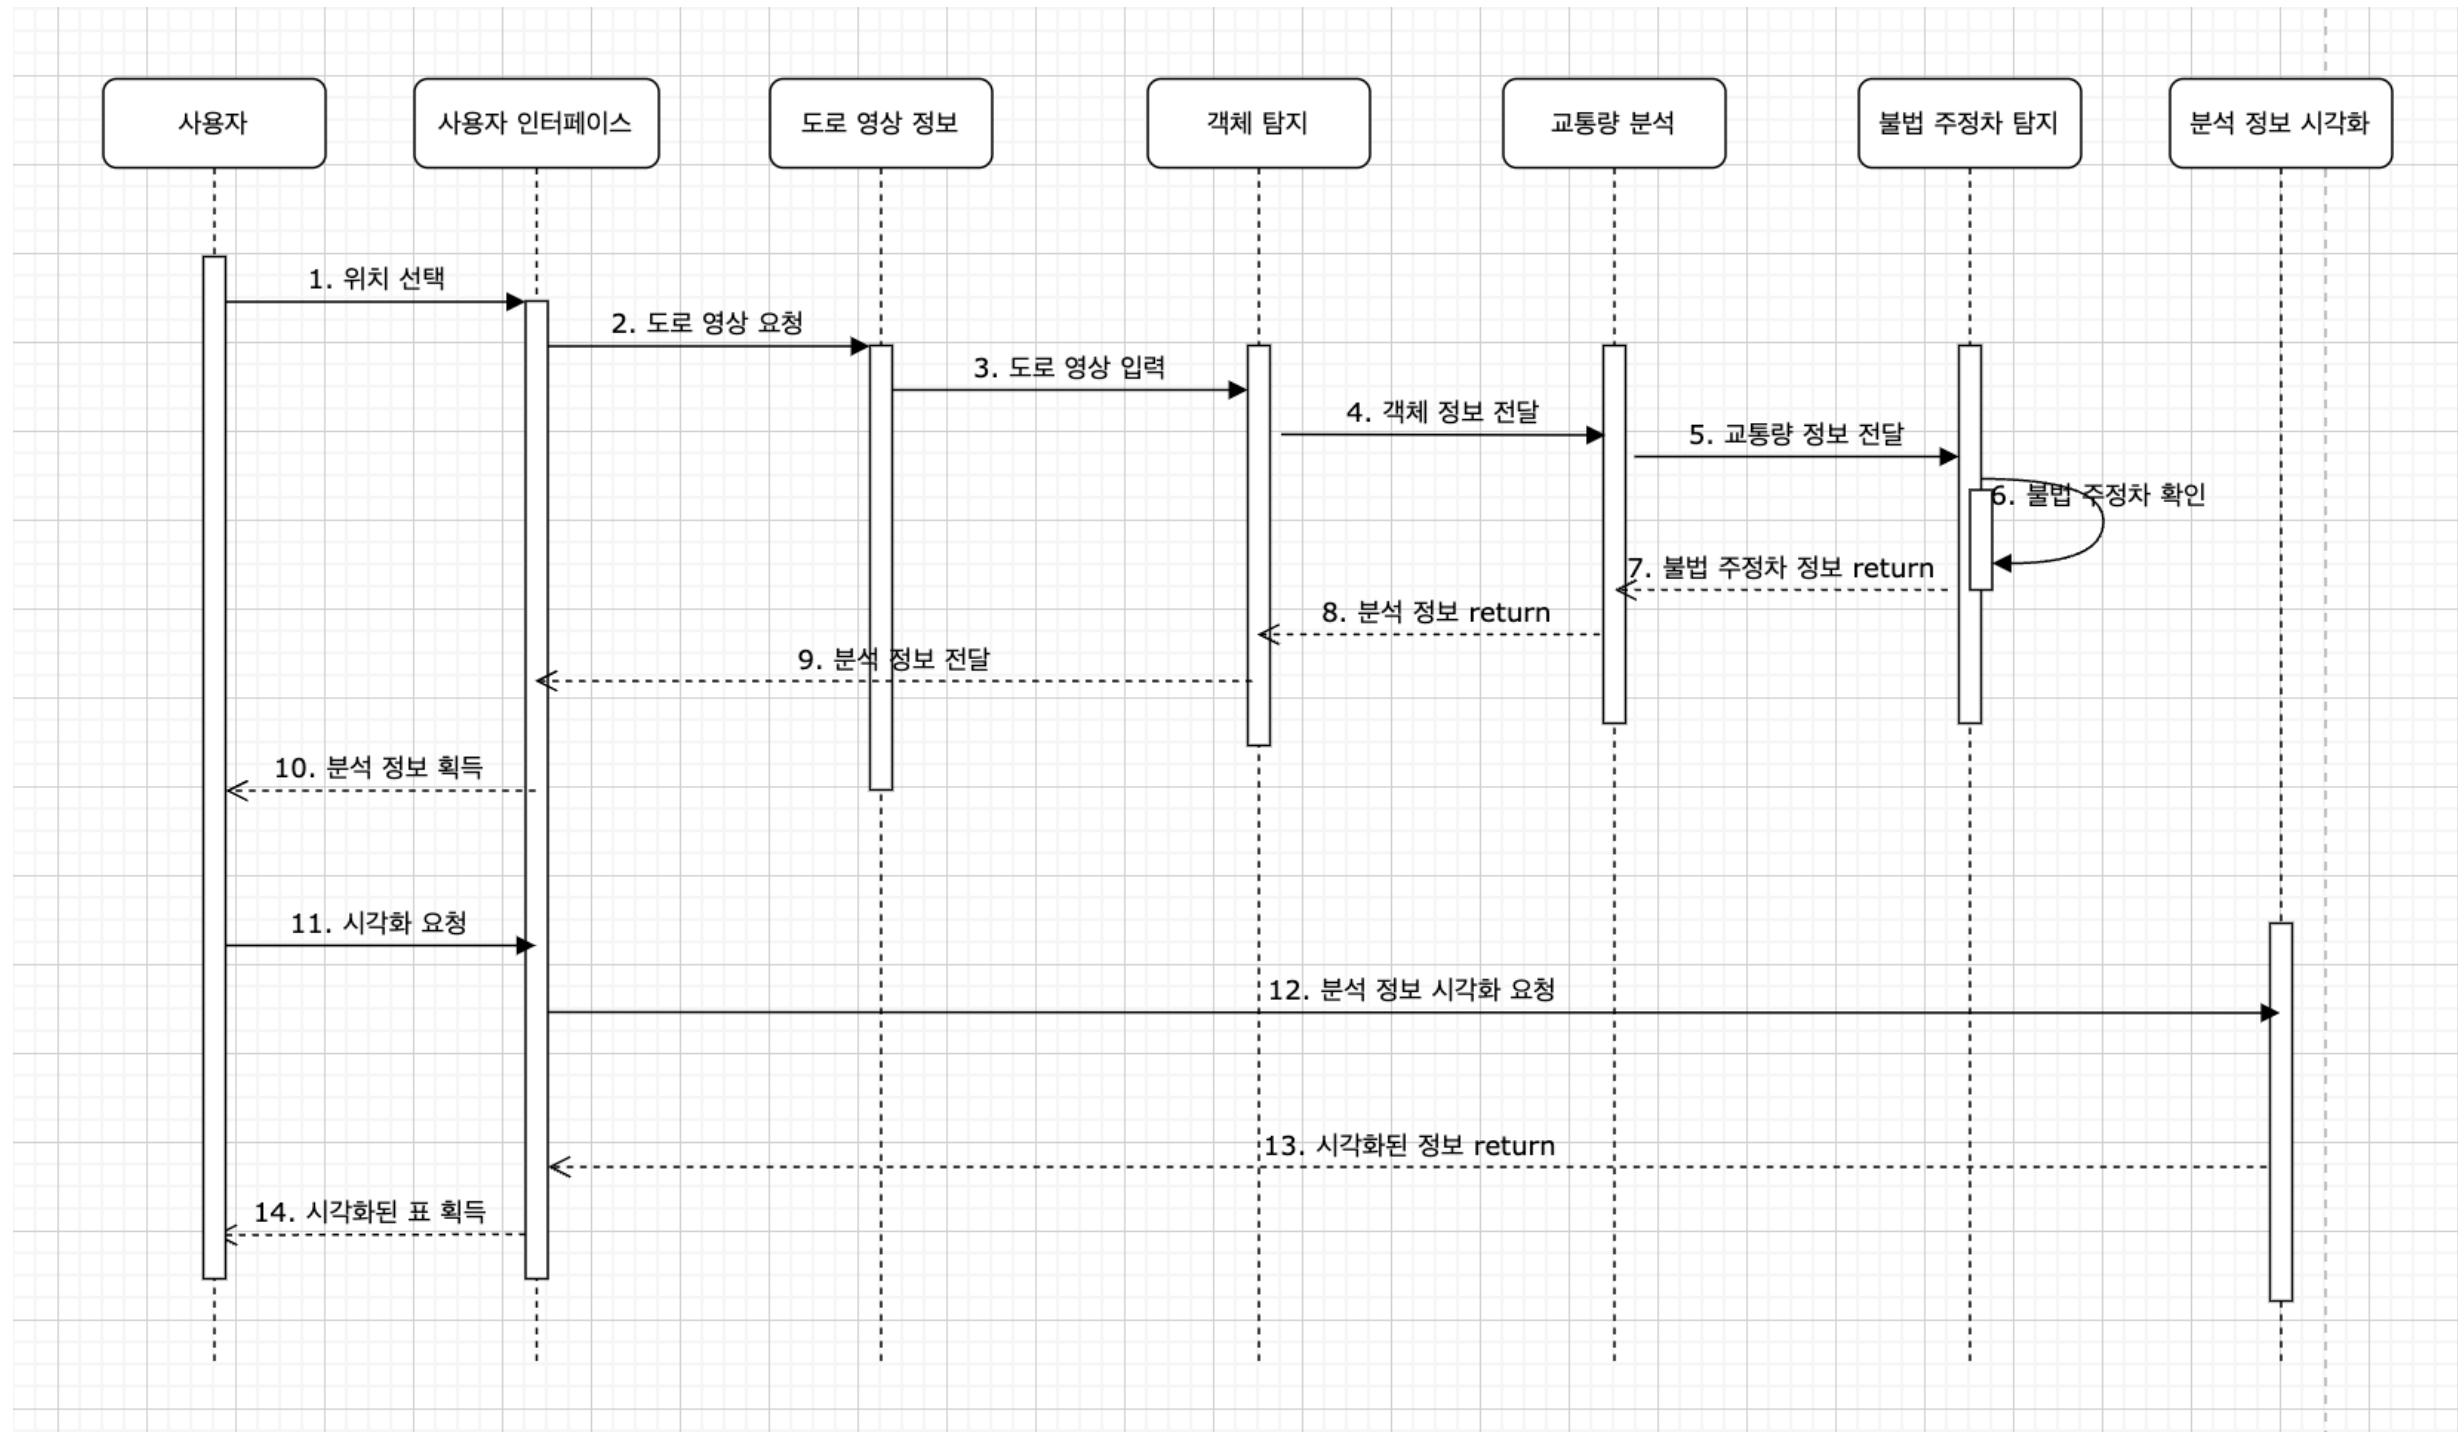 사용자
사용자 인터페이스
도로 영상 정보
객체 탐지
교통량 분석
불법 주정차 탐지
분석 정보 시각화
1. 위치 선택
2. 도로 영상 요청
3. 도로 영상 입력
4. 객체 정보 전달
5. 교통량 정보 전달
6. 불법 주정차 확인
7. 불법 주정차 정보 return
8. 분석 정보 return
9. 분석 정보 전달
10. 분석 정보 획득
11. 시각화 요청
12. 분석 정보 시각화 요청
13. 시각화된 정보 return
14. 시각화된 표 획득